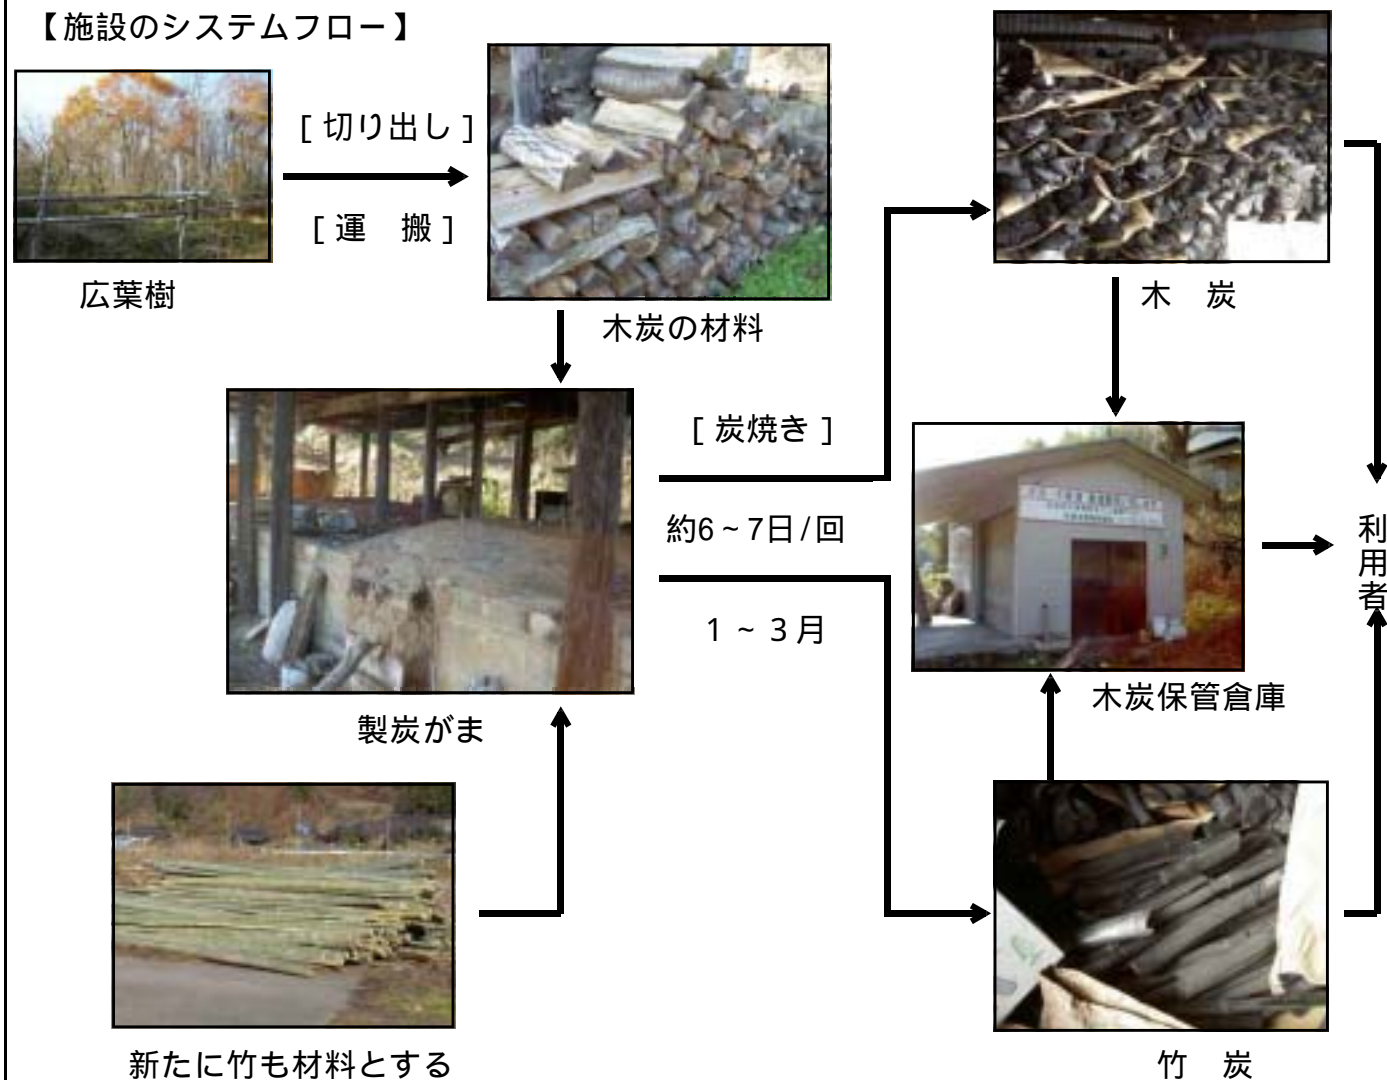 【施設のシステムフロー】
[ 切り出し ]
[ 運　搬 ]
広葉樹
木炭の材料
木　炭
[ 炭焼き ]
約6～7日/回
1 ～ 3月
製炭がま
木炭保管倉庫
利用者
新たに竹も材料とする
竹　炭